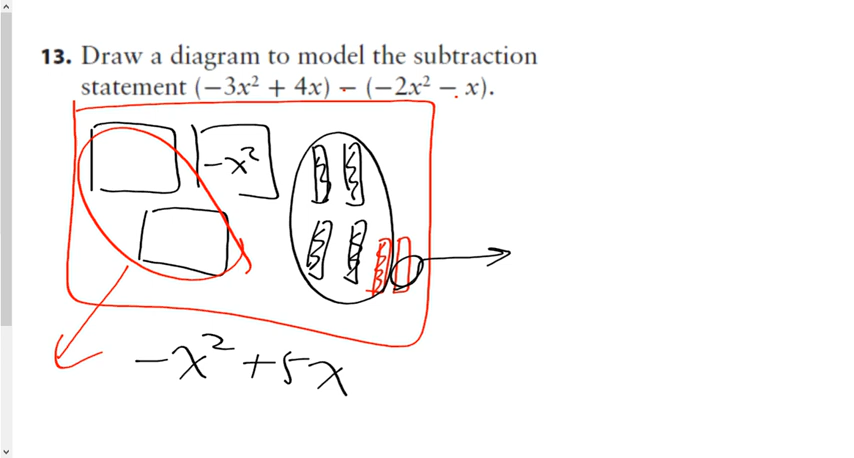 13. Draw a diagram to model the subtraction
statement (−3x² + 4x) − (−2x² − x).
−x²
−x² + 5x